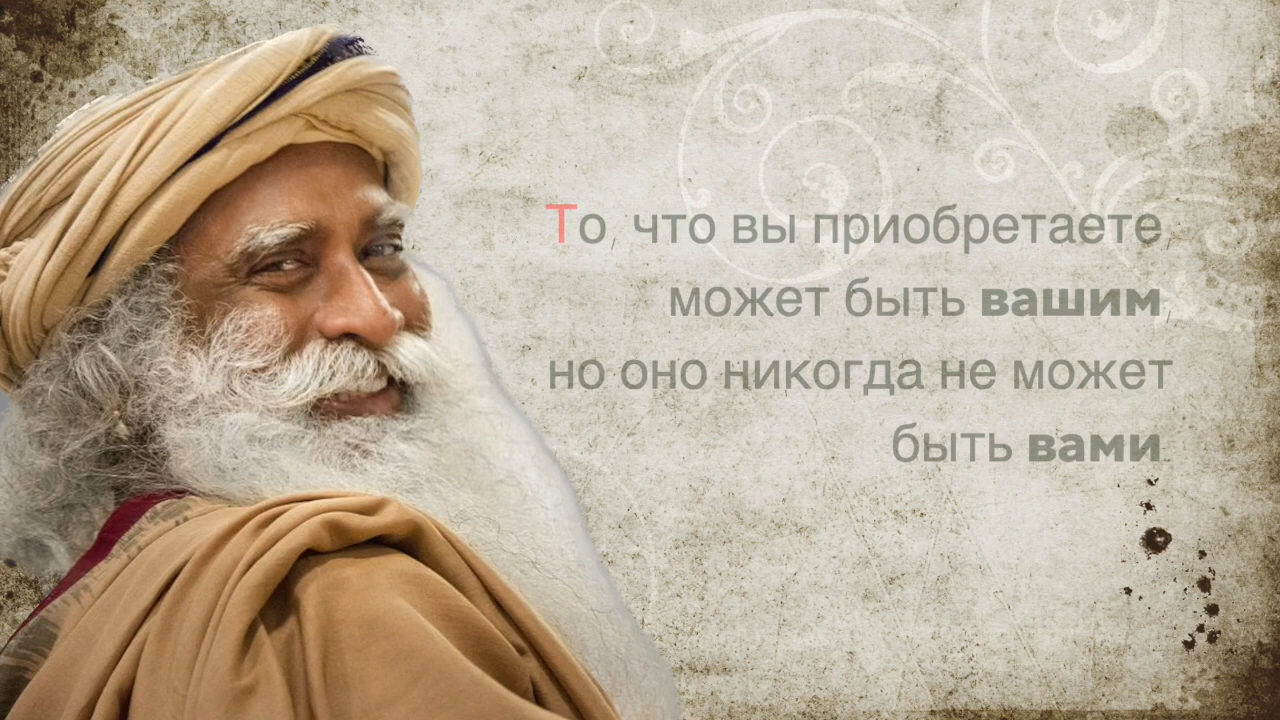 То, что вы приобретаете
может быть вашим,
но оно никогда не может
быть вами